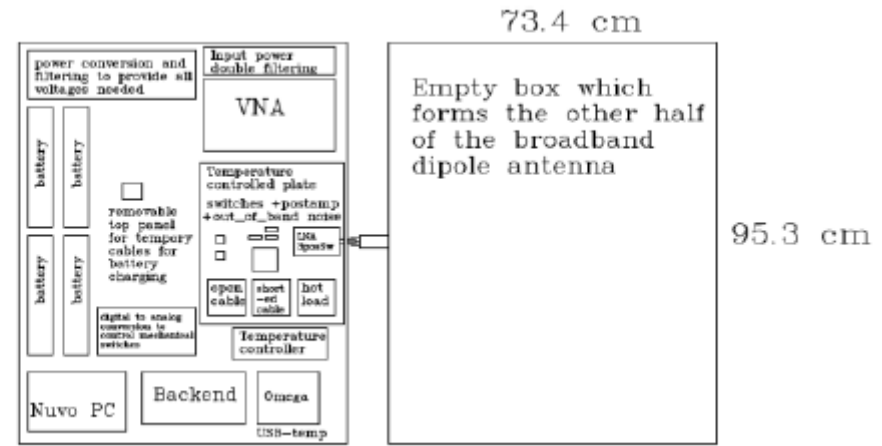 73.4 cm
power conversion and
filtering to provide all
voltages needed
Input power
double filtering
VNA
Empty box which
forms the other half
of the broadband
dipole antenna
battery
battery
Temperature
controlled plate
switches +postamp
+out_of_band noise
removable
top panel
for tempory
cables for
battery
charging
LNA
95.3 cm
battery
battery
open
cable
short
-ed
cable
hot
load
digital to analog
conversion to
control mechanical
switches
Temperature
controller
Nuvo PC
Backend
Omega
USB-temp